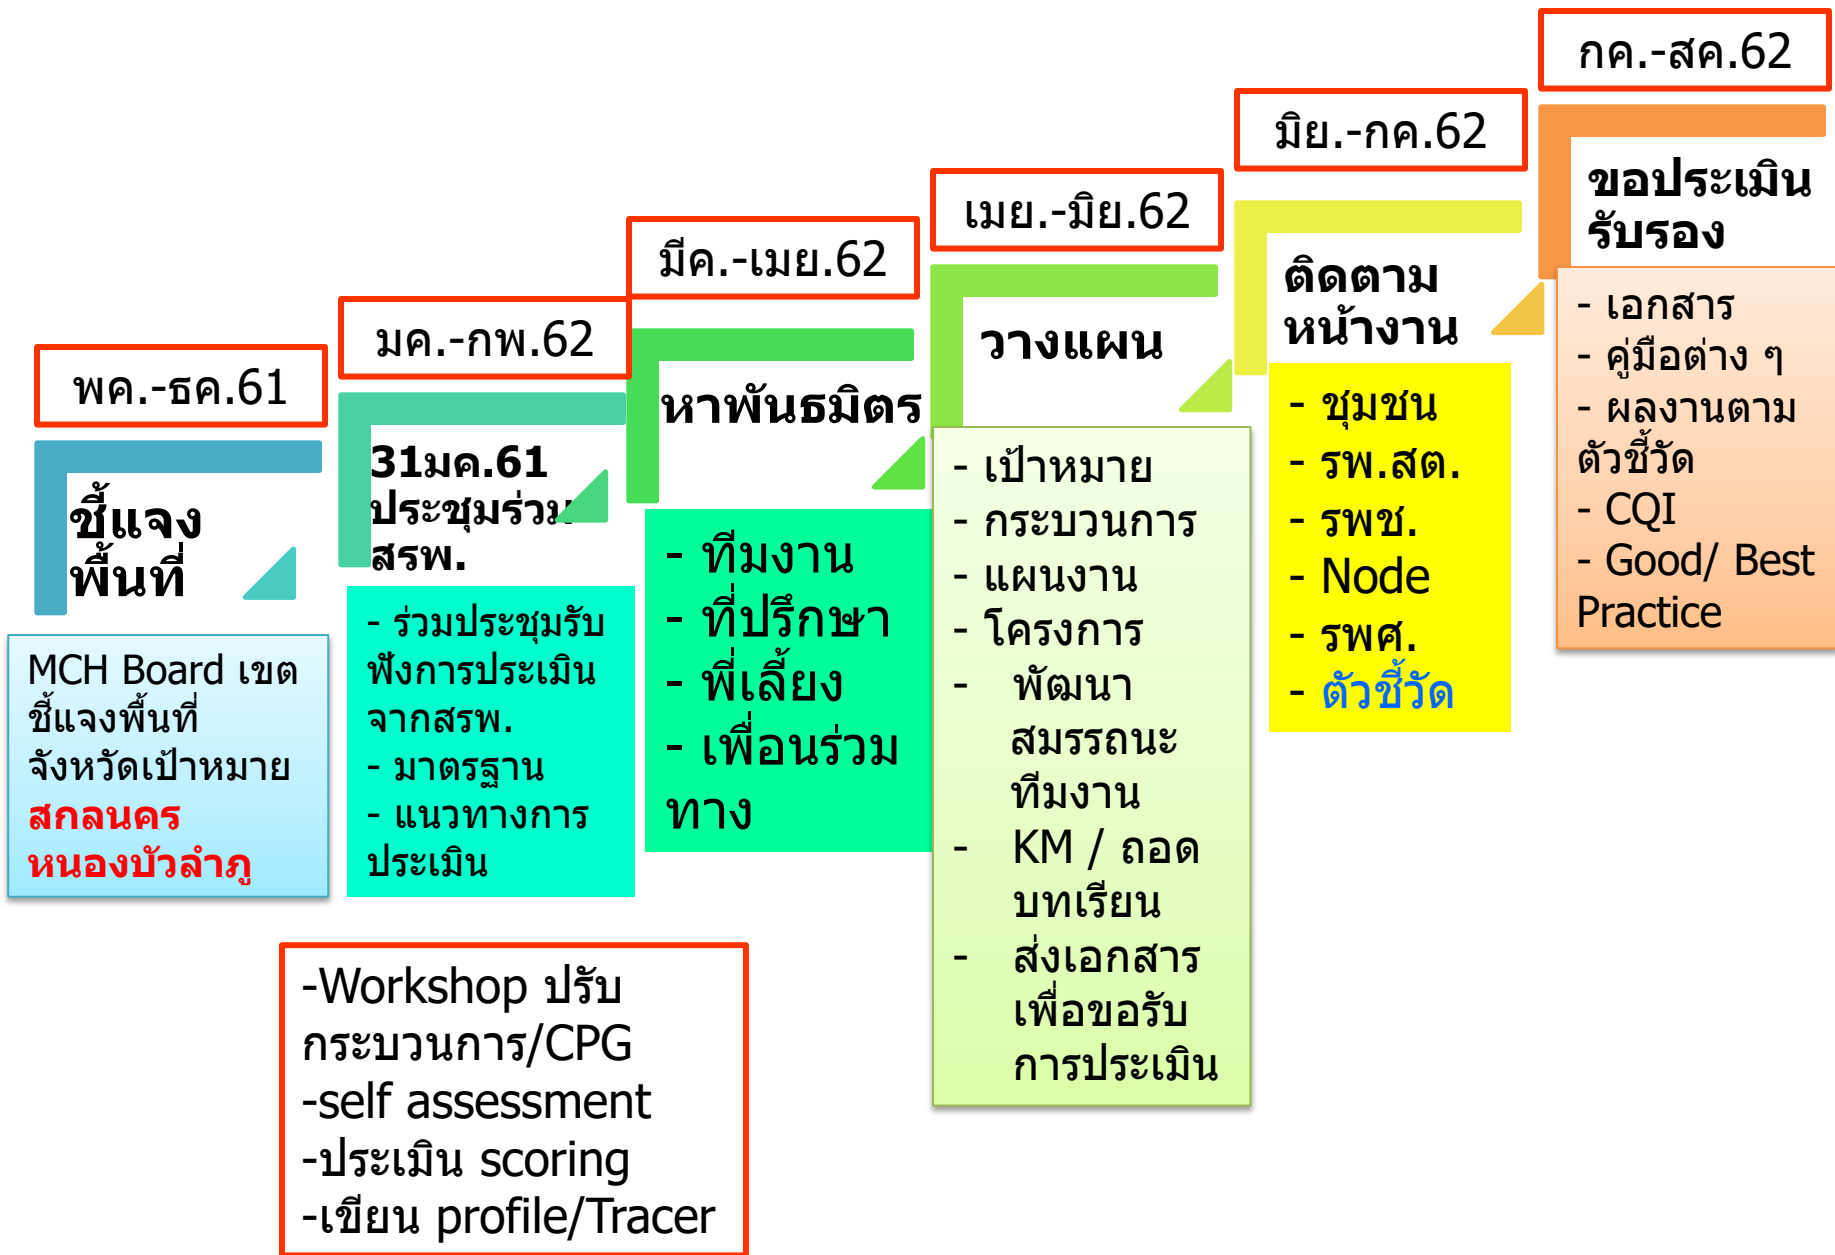 พค.-ธค.61
ชี้แจง
พื้นที่
MCH Board เขต
ชี้แจงพื้นที่
จังหวัดเป้าหมาย
สกลนคร
หนองบัวลำภู
มค.-กพ.62
31มค.61
ประชุมร่วม
สรพ.
- ร่วมประชุมรับ
ฟังการประเมิน
จากสรพ.
- มาตรฐาน
- แนวทางการ
ประเมิน
มีค.-เมย.62
หาพันธมิตร
- ทีมงาน
- ที่ปรึกษา
- พี่เลี้ยง
- เพื่อนร่วม
ทาง
เมย.-มิย.62
วางแผน
- เป้าหมาย
- กระบวนการ
- แผนงาน
- โครงการ
- พัฒนา
สมรรถนะ
ทีมงาน
- KM / ถอด
บทเรียน
- ส่งเอกสาร
เพื่อขอรับ
การประเมิน
มิย.-กค.62
ติดตาม
หน้างาน
- ชุมชน
- รพ.สต.
- รพช.
- Node
- รพศ.
- ตัวชี้วัด
กค.-สค.62
ขอประเมิน
รับรอง
- เอกสาร
- คู่มือต่าง ๆ
- ผลงานตาม
ตัวชี้วัด
- CQI
- Good/ Best
Practice
-Workshop ปรับ
กระบวนการ/CPG
-self assessment
-ประเมิน scoring
-เขียน profile/Tracer